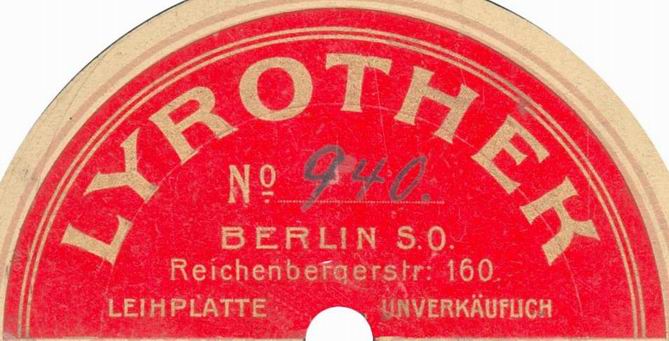 LYROTHEK
No 940.
BERLIN S.O.
Reichenbergerstr: 160
LEIHPLATTE UNVERKÄUFLICH